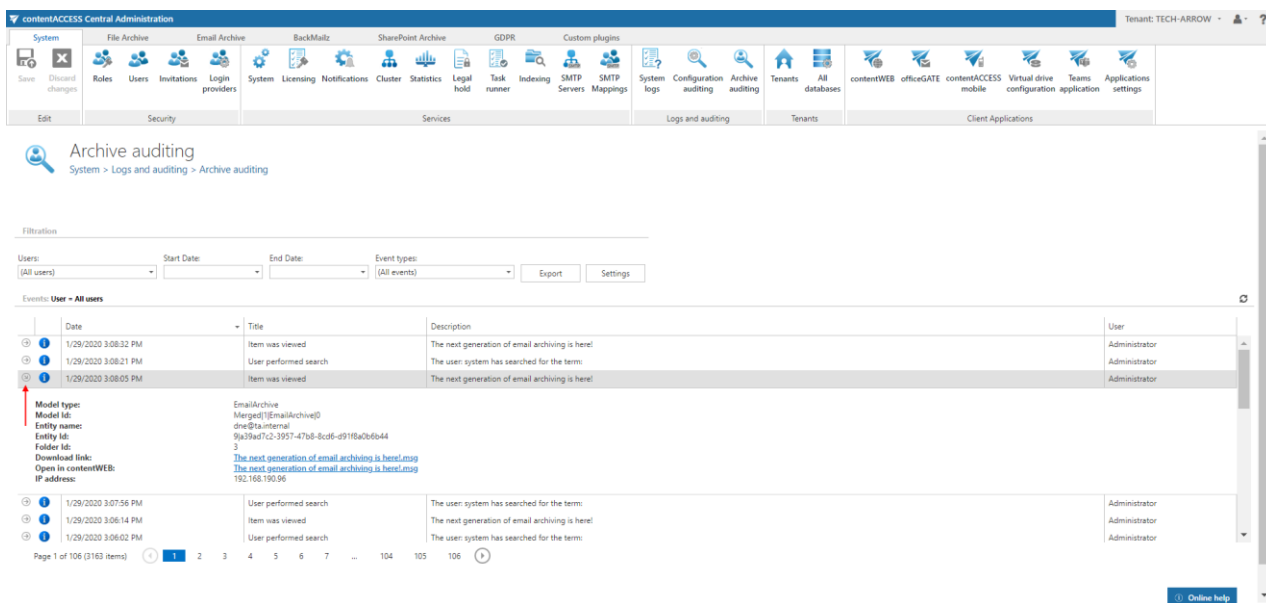 contentACCESS Central Administration
Tenant: TECH-ARROW
?
System File Archive Email Archive BackMailz SharePoint Archive GDPR Custom plugins
Save Discard changes Roles Users Invitations Login providers System Licensing Notifications Cluster Statistics Legal hold Task runner Indexing SMTP Servers SMTP Mappings System logs Configuration auditing Archive auditing Tenants All databases contentWEB officeGATE contentACCESS mobile Virtual drive configuration Teams application Applications settings
Edit Security Services Logs and auditing Tenants Client Applications
Archive auditing
System > Logs and auditing > Archive auditing
Filtration
Users: Start Date: End Date: Event types:
(All users) (All events) Export Settings
Events: User = All users
Date Title Description User
1/29/2020 3:08:32 PM Item was viewed The next generation of email archiving is here! Administrator
1/29/2020 3:08:21 PM User performed search The user: system has searched for the term: Administrator
1/29/2020 3:08:05 PM Item was viewed The next generation of email archiving is here! Administrator
Model type: EmailArchive
Model Id: Merged|1|EmailArchive|0
Entity name: dne@ta.internal
Entity Id: 9|a39ad7c2-3957-47b8-8cd6-d91f8a0b6b44
Folder Id: 3
Download link: The next generation of email archiving is here!.msg
Open in contentWEB: The next generation of email archiving is here!.msg
IP address: 192.168.190.96
1/29/2020 3:07:56 PM User performed search The user: system has searched for the term: Administrator
1/29/2020 3:06:14 PM Item was viewed The next generation of email archiving is here! Administrator
1/29/2020 3:06:02 PM User performed search The user: system has searched for the term: Administrator
Page 1 of 106 (3163 items) 1 2 3 4 5 6 7 ... 104 105 106
Online help